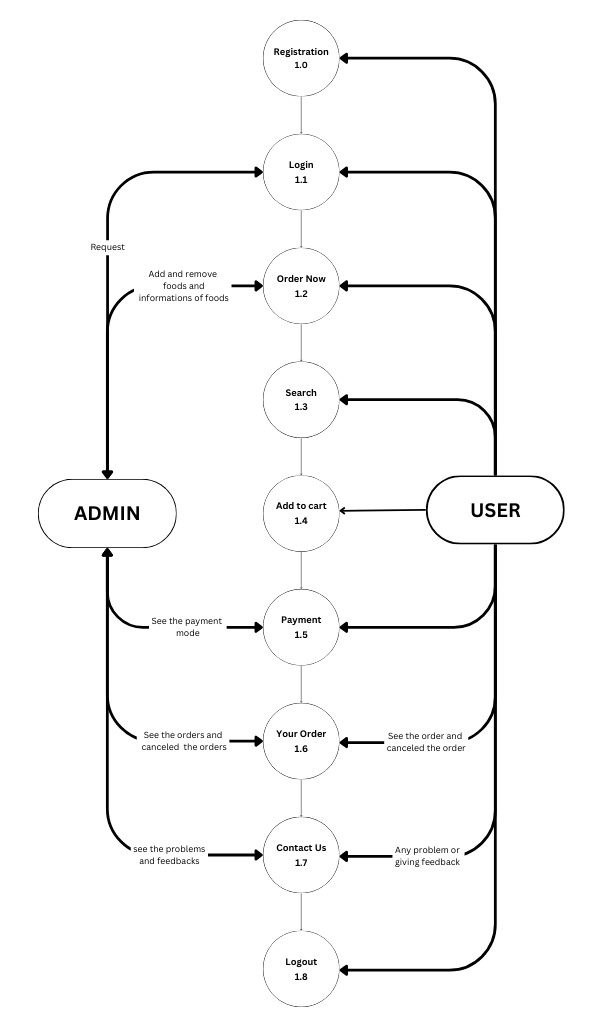 Registration
1.0
Login
1.1
Request
Add and remove
foods and
informations of foods
Order Now
1.2
Search
1.3
ADMIN
Add to cart
1.4
USER
See the payment
mode
Payment
1.5
See the orders and
canceled the orders
Your Order
1.6
See the order and
canceled the order
see the problems
and feedbacks
Contact Us
1.7
Any problem or
giving feedback
Logout
1.8